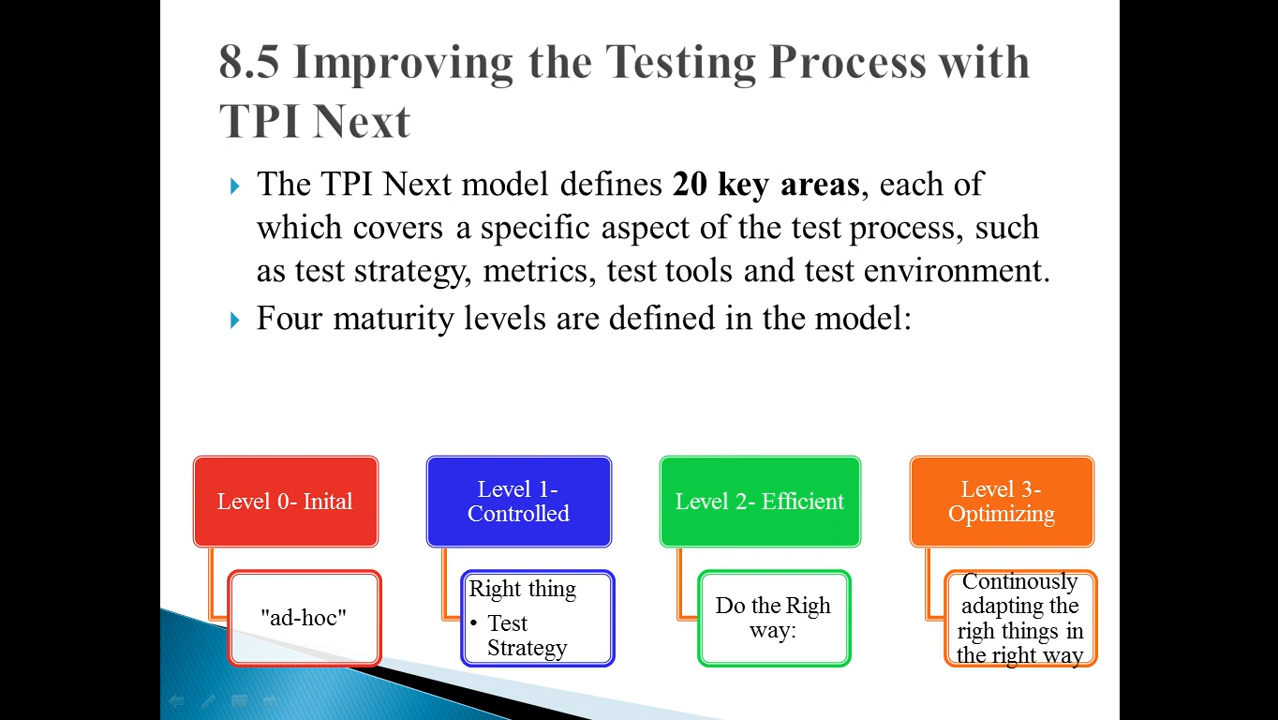 8.5 Improving the Testing Process with
TPI Next
The TPI Next model defines 20 key areas, each of
which covers a specific aspect of the test process, such
as test strategy, metrics, test tools and test environment.
Four maturity levels are defined in the model:
Level 0- Inital
"ad-hoc"
Level 1-
Controlled
Right thing
• Test
Strategy
Level 2- Efficient
Do the Righ
way:
Level 3-
Optimizing
Continously
adapting the
righ things in
the right way